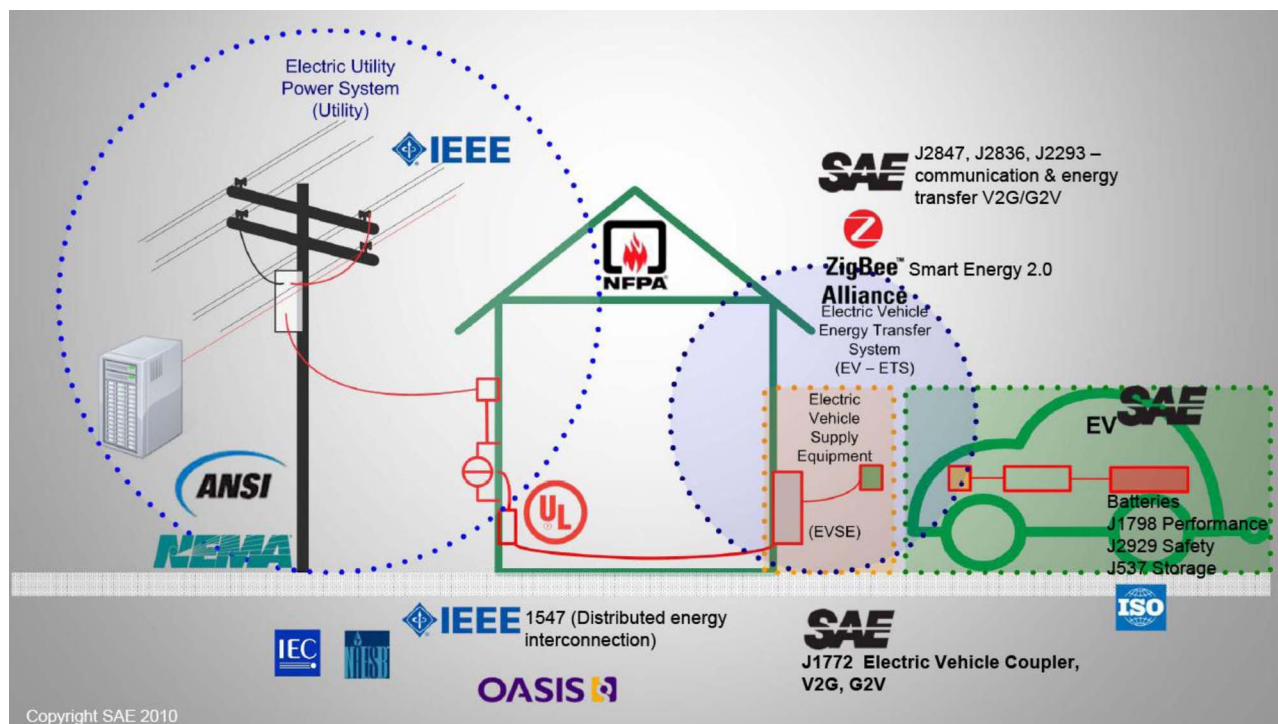 Electric Utility
Power System
(Utility)
IEEE
SAE
J2847, J2836, J2293 –
communication & energy
transfer V2G/G2V
NFPA
ZigBee™ Smart Energy 2.0
Alliance
Electric Vehicle
Energy Transfer
System
(EV – ETS)
Electric
Vehicle
Supply
Equipment
(EVSE)
EV
SAE
ANSI
NEMA
UL
Batteries
J1798 Performance
J2929 Safety
J537 Storage
ISO
IEC
NAESB
IEEE
1547 (Distributed energy
interconnection)
OASIS
SAE
J1772 Electric Vehicle Coupler,
V2G, G2V
Copyright SAE 2010